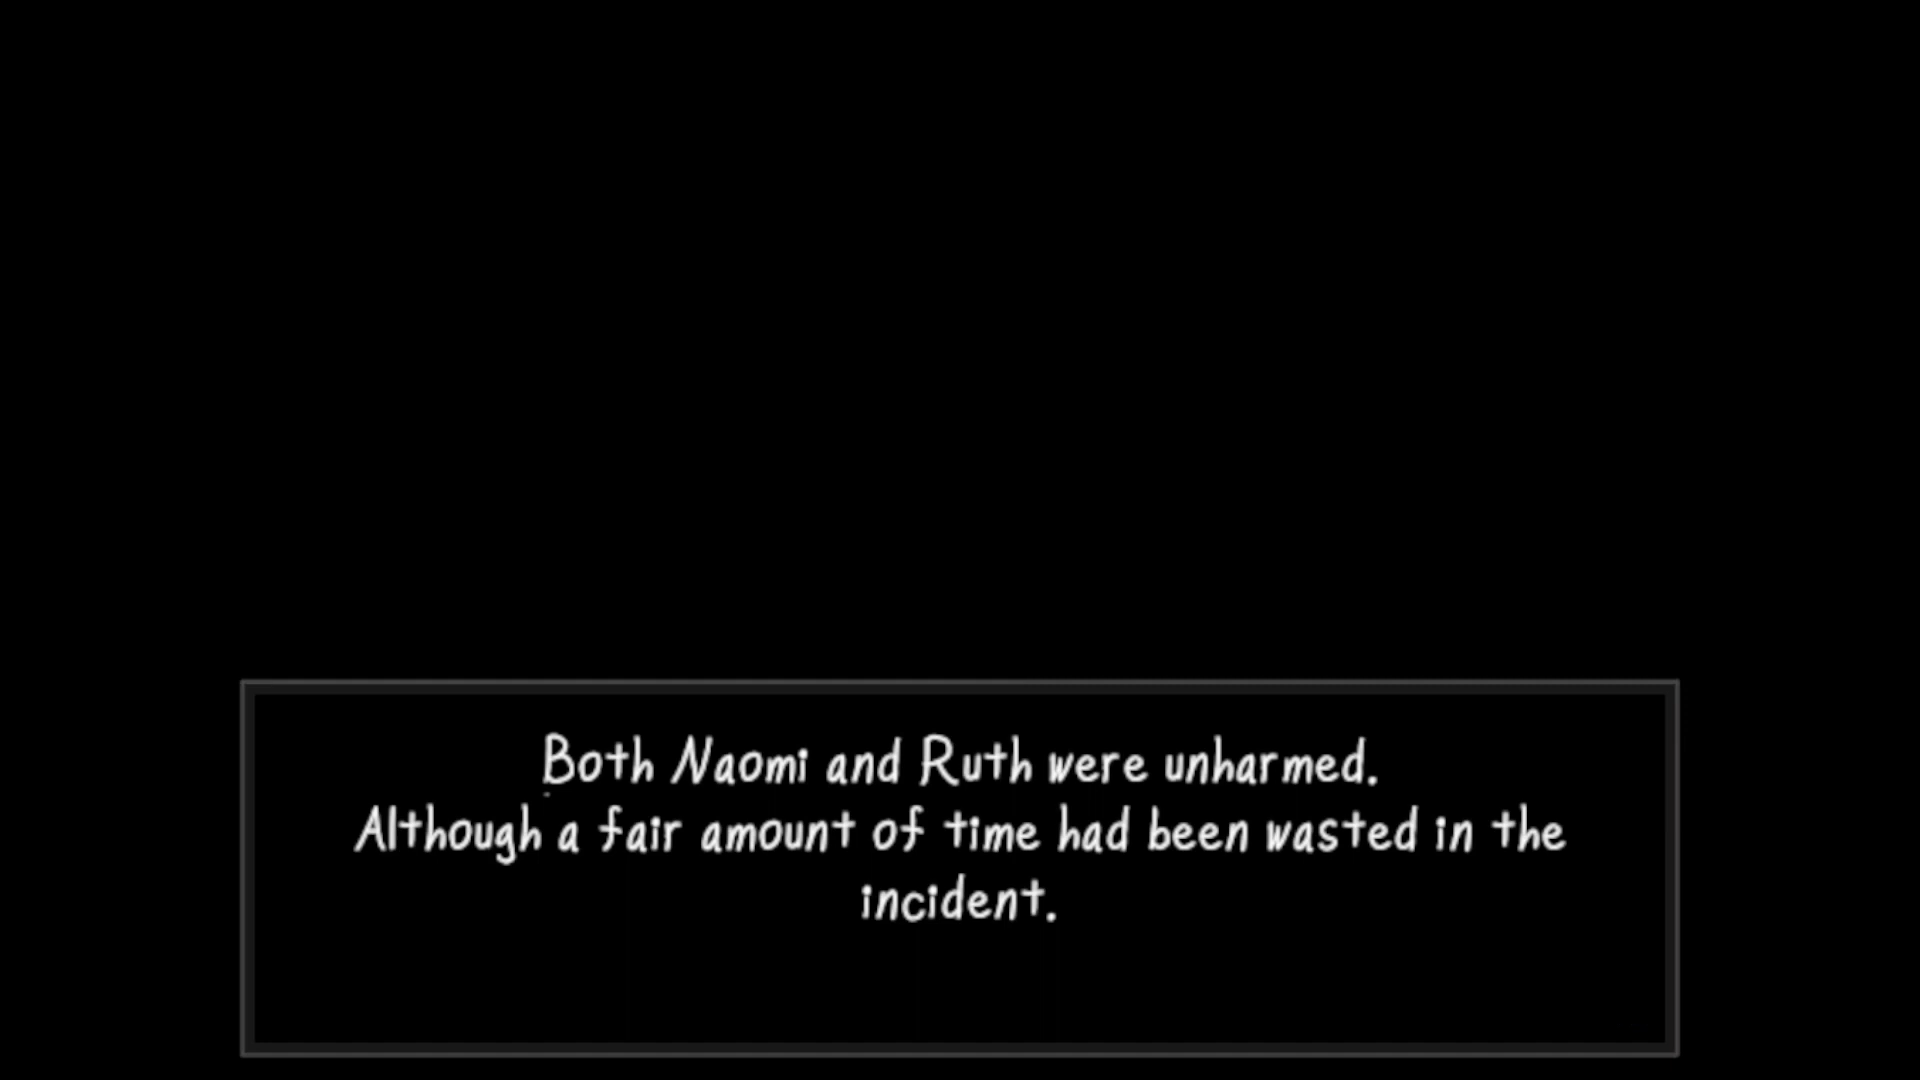 Both Naomi and Ruth were unharmed.
Although a fair amount of time had been wasted in the
incident.